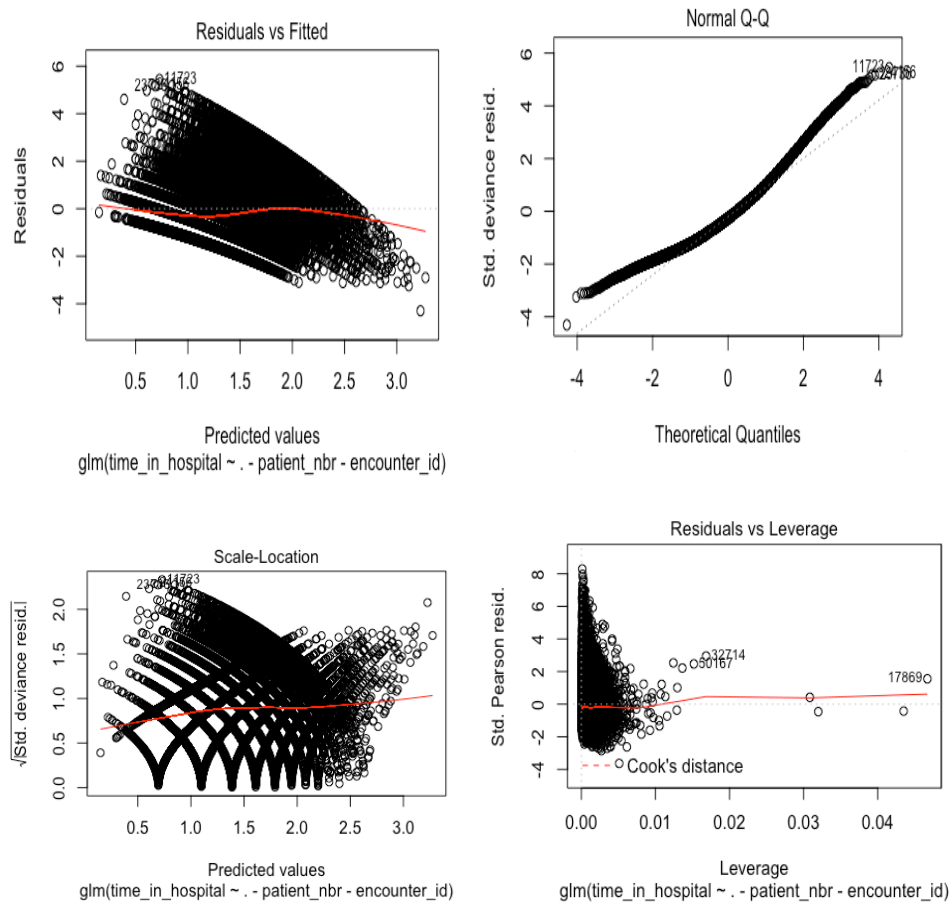 Residuals vs Fitted
11723
Residuals
6
4
2
0
-2
-4
0.5 1.0 1.5 2.0 2.5 3.0
Predicted values
glm(time_in_hospital ~ . - patient_nbr - encounter_id)
Normal Q-Q
11723
Std. deviance resid.
6
4
2
0
-2
-4
-4 -2 0 2 4
Theoretical Quantiles
Scale-Location
11723
√|Std. deviance resid.|
2.0
1.5
1.0
0.5
0.0
0.5 1.0 1.5 2.0 2.5 3.0
Predicted values
glm(time_in_hospital ~ . - patient_nbr - encounter_id)
Residuals vs Leverage
32714
50167
17869
Std. Pearson resid.
8
6
4
2
0
-2
-4
Cook's distance
0.00 0.01 0.02 0.03 0.04
Leverage
glm(time_in_hospital ~ . - patient_nbr - encounter_id)